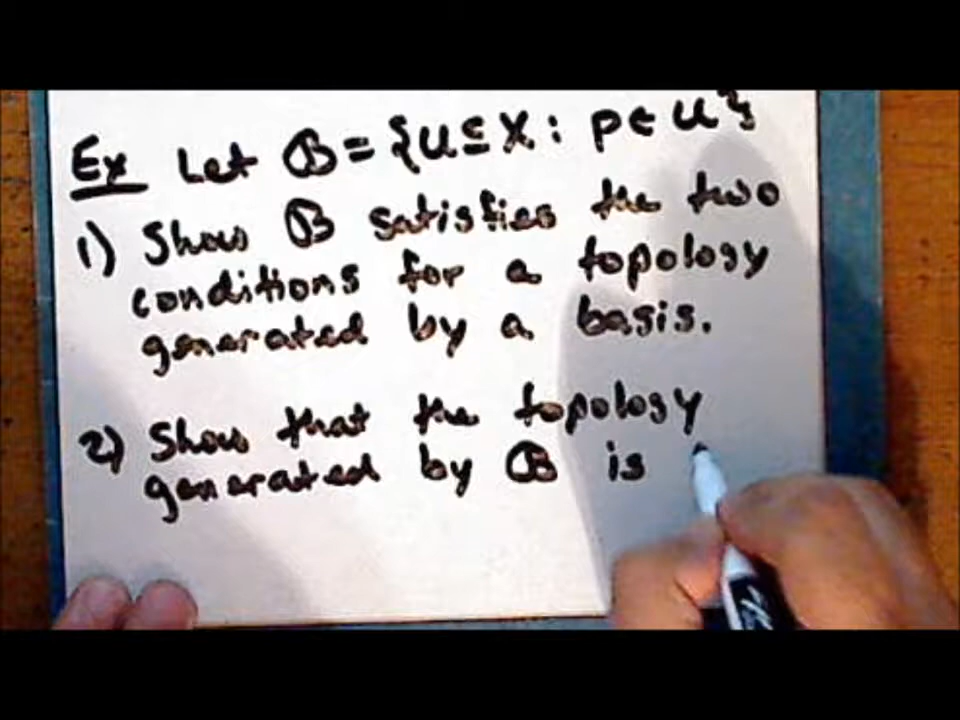 Ex Let 𝔹 = {U ⊆ X : p ∈ U}
1) Show 𝔹 satisfies the two
conditions for a topology
generated by a basis.
2) Show that the topology
generated by 𝔹 is